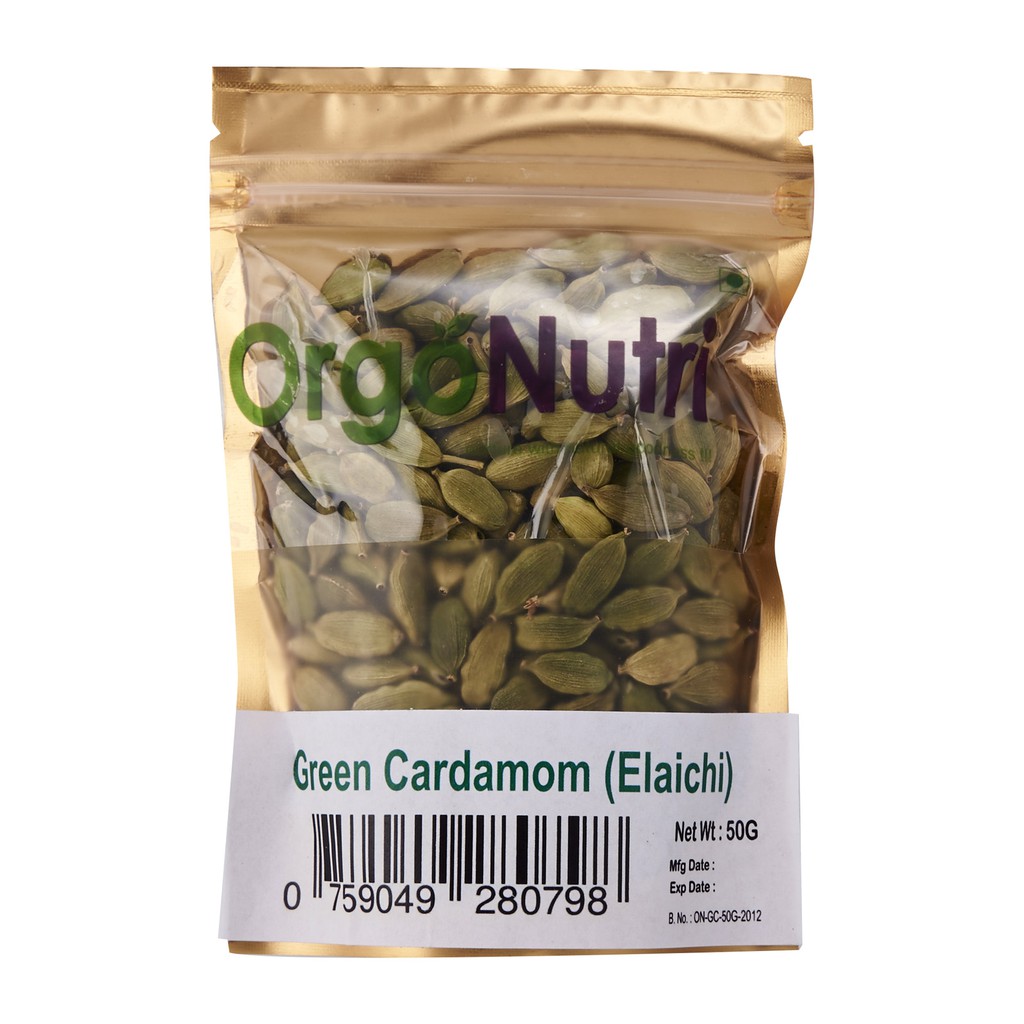 OrgoNutri
Green Cardamom (Elaichi)
Net Wt : 50G
Mfg Date :
Exp Date :
B. No. : ON-GC-50G-2012
0 759049 280798